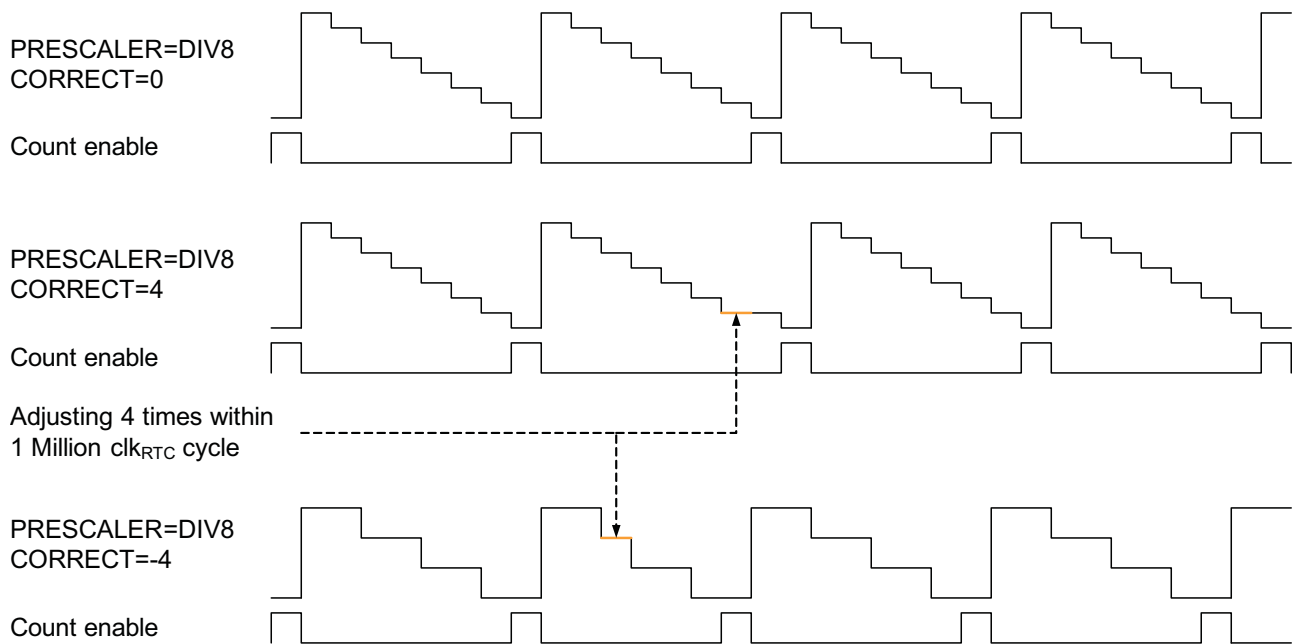 PRESCALER=DIV8
CORRECT=0
Count enable
PRESCALER=DIV8
CORRECT=4
Count enable
Adjusting 4 times within
1 Million clkRTC cycle
PRESCALER=DIV8
CORRECT=-4
Count enable